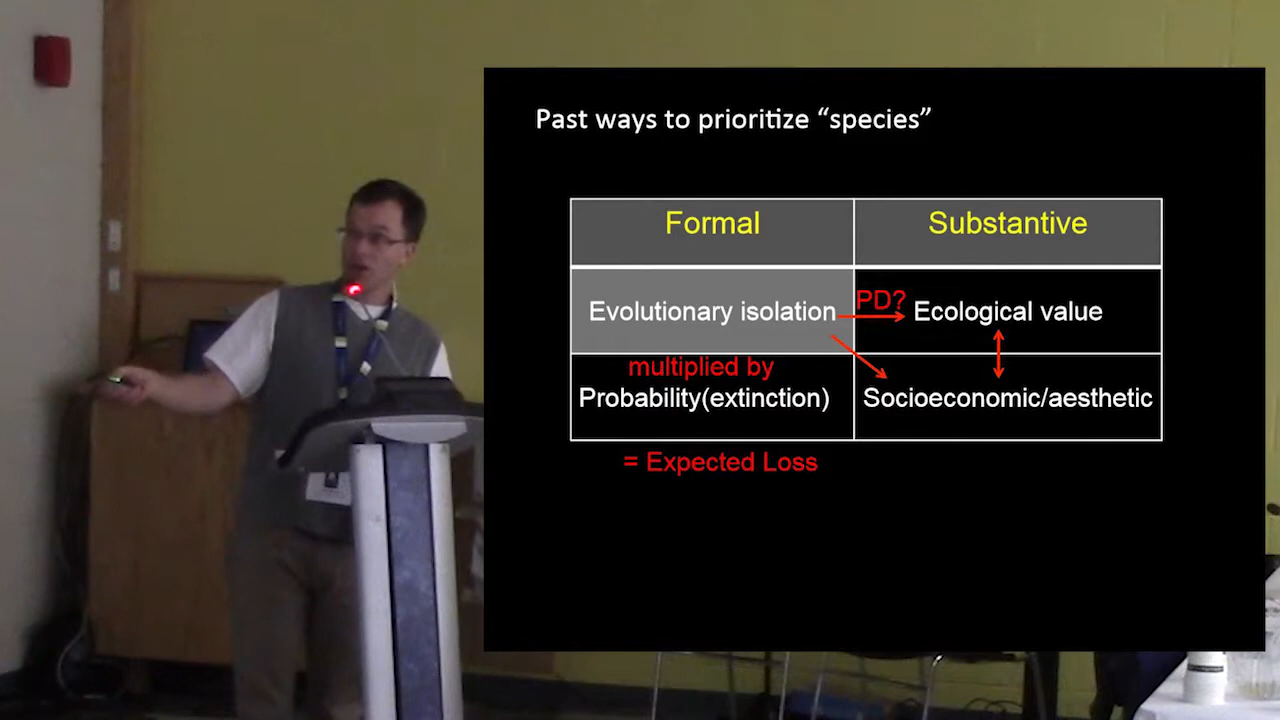 Past ways to prioritize “species”
Formal
Substantive
Evolutionary isolation
PD?
Ecological value
multiplied by
Probability(extinction)
Socioeconomic/aesthetic
= Expected Loss